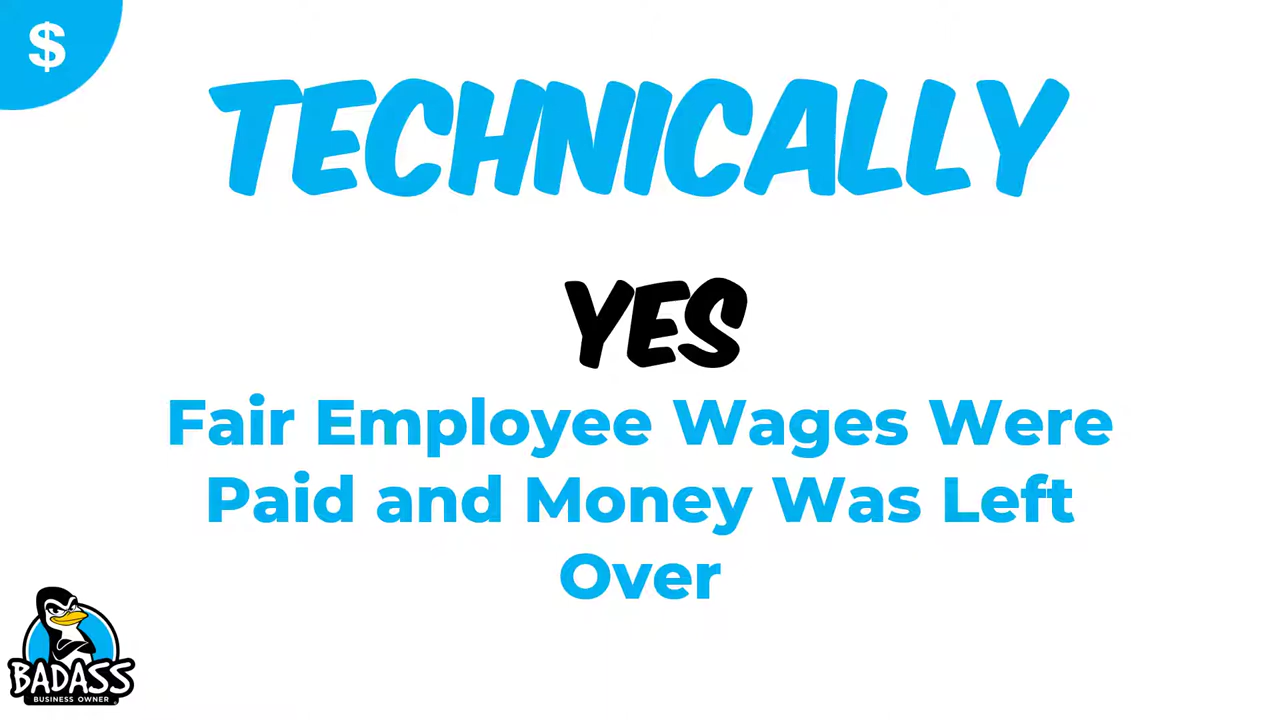 $
TECHNICALLY
YES
Fair Employee Wages Were
Paid and Money Was Left
Over
BADASS
BUSINESS OWNER